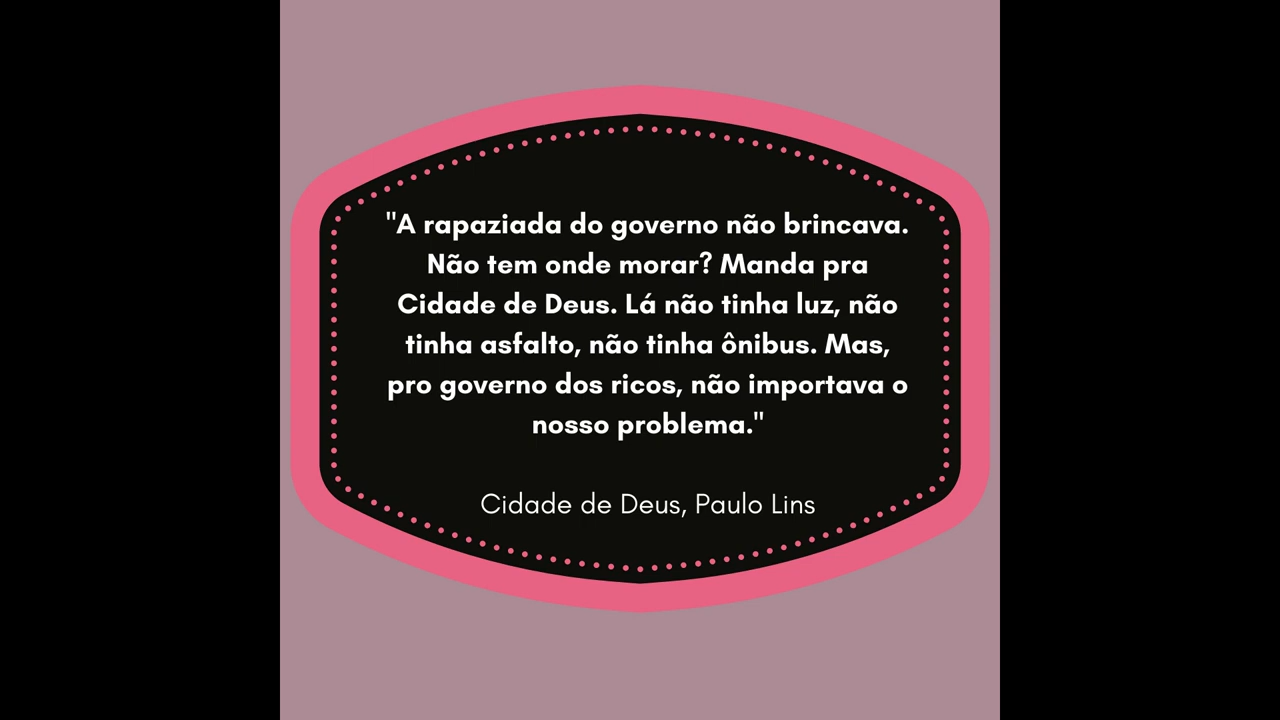 "A rapaziada do governo não brincava.
Não tem onde morar? Manda pra
Cidade de Deus. Lá não tinha luz, não
tinha asfalto, não tinha ônibus. Mas,
pro governo dos ricos, não importava o
nosso problema."
Cidade de Deus, Paulo Lins